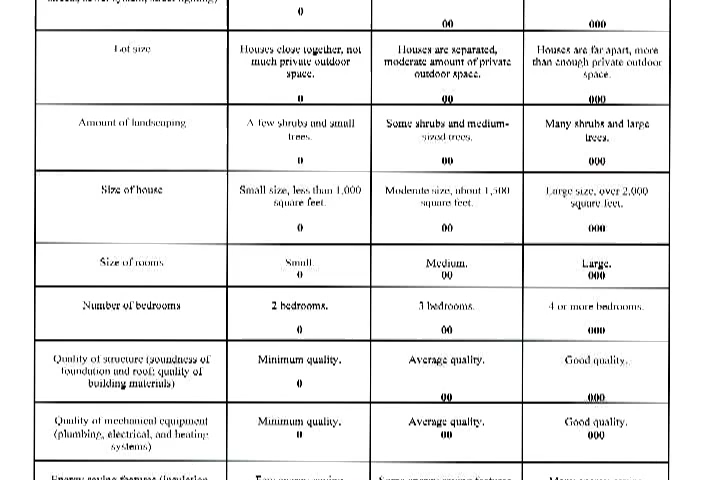 0
00
000
Lot size
Houses close together, not
much private outdoor
space.
0
Houses are separated,
moderate amount of private
outdoor space.
00
Houses are far apart, more
than enough private outdoor
space.
000
Amount of landscaping
A few shrubs and small
trees.
0
Some shrubs and medium-
sized trees.
00
Many shrubs and large
trees.
000
Size of house
Small size, less than 1,000
square feet.
0
Moderate size, about 1,500
square feet.
00
Large size, over 2,000
square feet.
000
Size of rooms
Small.
0
Medium.
00
Large.
000
Number of bedrooms
2 bedrooms.
0
3 bedrooms.
00
4 or more bedrooms.
000
Quality of structure (soundness of
foundation and roof; quality of
building materials)
Minimum quality.
0
Average quality.
00
Good quality.
000
Quality of mechanical equipment
(plumbing, electrical, and heating
systems)
Minimum quality.
0
Average quality.
00
Good quality.
000